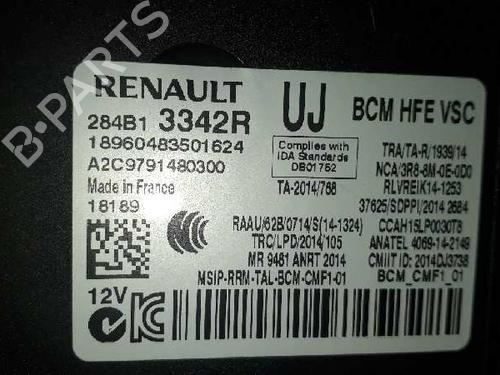 B-PARTS
RENAULT
284B1 3342R
18960483501624
A2C9791480300
Made in France
18189
12V
UJ
Complies with
IDA Standards
DB01752
TA-2014/788
RAAU/62B/0714/S(14-1324)
TRC/LPD/2014/105
MR 9481 ANRT 2014
MSIP-RRM-TAL-BCM-CMF1-01
BCM HFE VSC
TRA/TA-R/1939/14
NCA/3R8-8M-0E-0D0
RLVREIK14-1253
37625/SDPPI/2014 2684
CCAH15LP0030T8
ANATEL 4069-14-2149
CMIIT ID: 2014DJ3738
BCM_CMF1_01